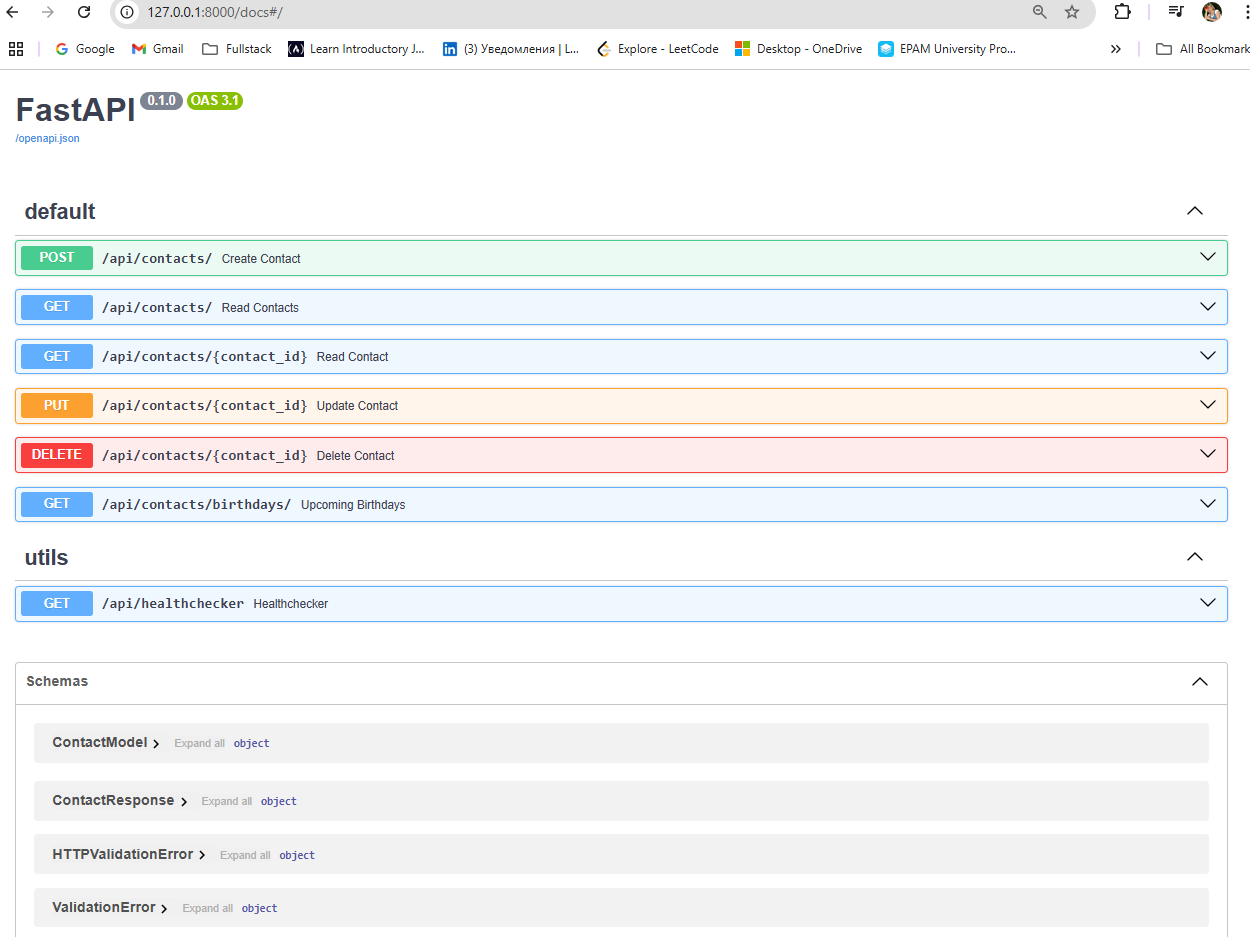 127.0.0.1:8000/docs#/
Google Gmail Fullstack Learn Introductory J... (3) Уведомления | L... Explore - LeetCode Desktop - OneDrive EPAM University Pro... » All Bookmark
FastAPI 0.1.0 OAS 3.1
/openapi.json
default
POST /api/contacts/ Create Contact
GET /api/contacts/ Read Contacts
GET /api/contacts/{contact_id} Read Contact
PUT /api/contacts/{contact_id} Update Contact
DELETE /api/contacts/{contact_id} Delete Contact
GET /api/contacts/birthdays/ Upcoming Birthdays
utils
GET /api/healthchecker Healthchecker
Schemas
ContactModel Expand all object
ContactResponse Expand all object
HTTPValidationError Expand all object
ValidationError Expand all object